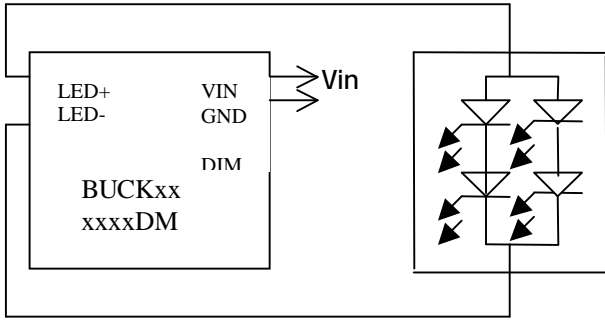 LED+ VIN
LED- GND
Vin
DIM
BUCKxx
xxxxDM